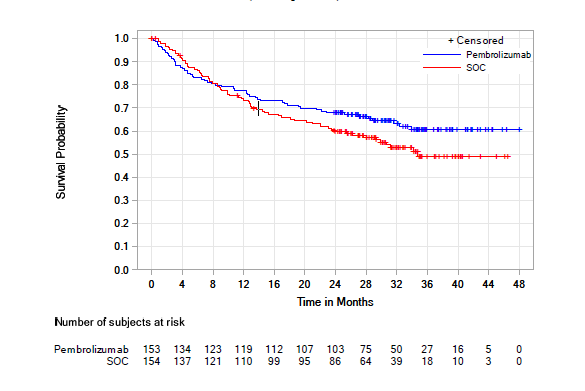 + Censored
Pembrolizumab
SOC
1.0
0.9
0.8
0.7
0.6
0.5
0.4
0.3
0.2
0.1
0.0
Survival Probability
0 4 8 12 16 20 24 28 32 36 40 44 48
Time in Months
Number of subjects at risk
Pembrolizumab 153 134 123 119 112 107 103 75 50 27 16 5 0
SOC 154 137 121 110 99 95 86 64 39 18 10 3 0